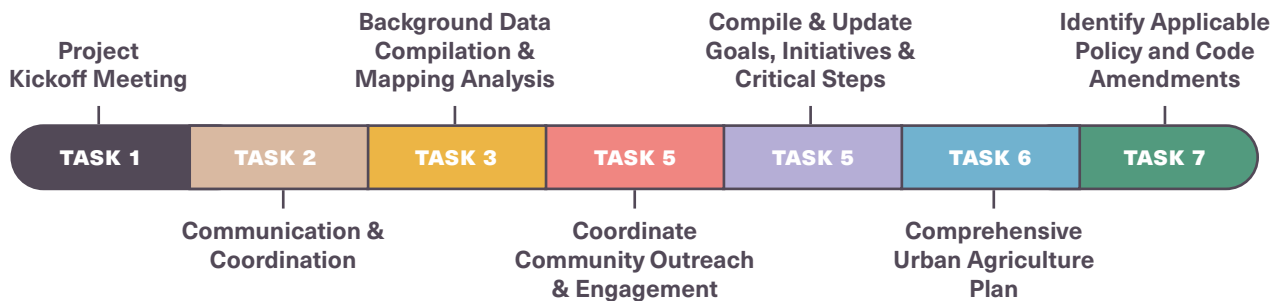 Project
Kickoff Meeting
Background Data
Compilation &
Mapping Analysis
Compile & Update
Goals, Initiatives &
Critical Steps
Identify Applicable
Policy and Code
Amendments
TASK 1
TASK 2
TASK 3
TASK 5
TASK 5
TASK 6
TASK 7
Communication &
Coordination
Coordinate
Community Outreach
& Engagement
Comprehensive
Urban Agriculture
Plan